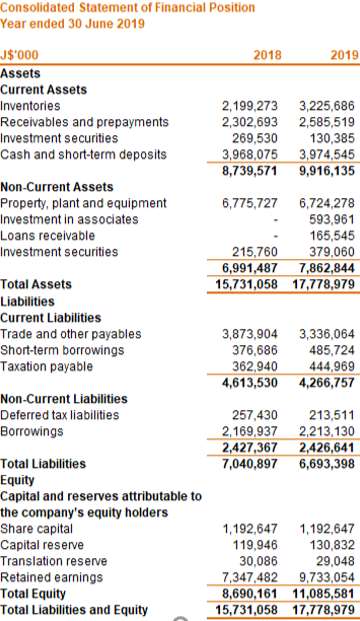 Consolidated Statement of Financial Position
Year ended 30 June 2019
J$'000 2018 2019
Assets
Current Assets
Inventories 2,199,273 3,225,686
Receivables and prepayments 2,302,693 2,585,519
Investment securities 269,530 130,385
Cash and short-term deposits 3,968,075 3,974,545
8,739,571 9,916,135
Non-Current Assets
Property, plant and equipment 6,775,727 6,724,278
Investment in associates - 593,961
Loans receivable - 165,545
Investment securities 215,760 379,060
6,991,487 7,862,844
Total Assets 15,731,058 17,778,979
Liabilities
Current Liabilities
Trade and other payables 3,873,904 3,336,064
Short-term borrowings 376,686 485,724
Taxation payable 362,940 444,969
4,613,530 4,266,757
Non-Current Liabilities
Deferred tax liabilities 257,430 213,511
Borrowings 2,169,937 2,213,130
2,427,367 2,426,641
Total Liabilities 7,040,897 6,693,398
Equity
Capital and reserves attributable to
the company's equity holders
Share capital 1,192,647 1,192,647
Capital reserve 119,946 130,832
Translation reserve 30,086 29,048
Retained earnings 7,347,482 9,733,054
Total Equity 8,690,161 11,085,581
Total Liabilities and Equity 15,731,058 17,778,979